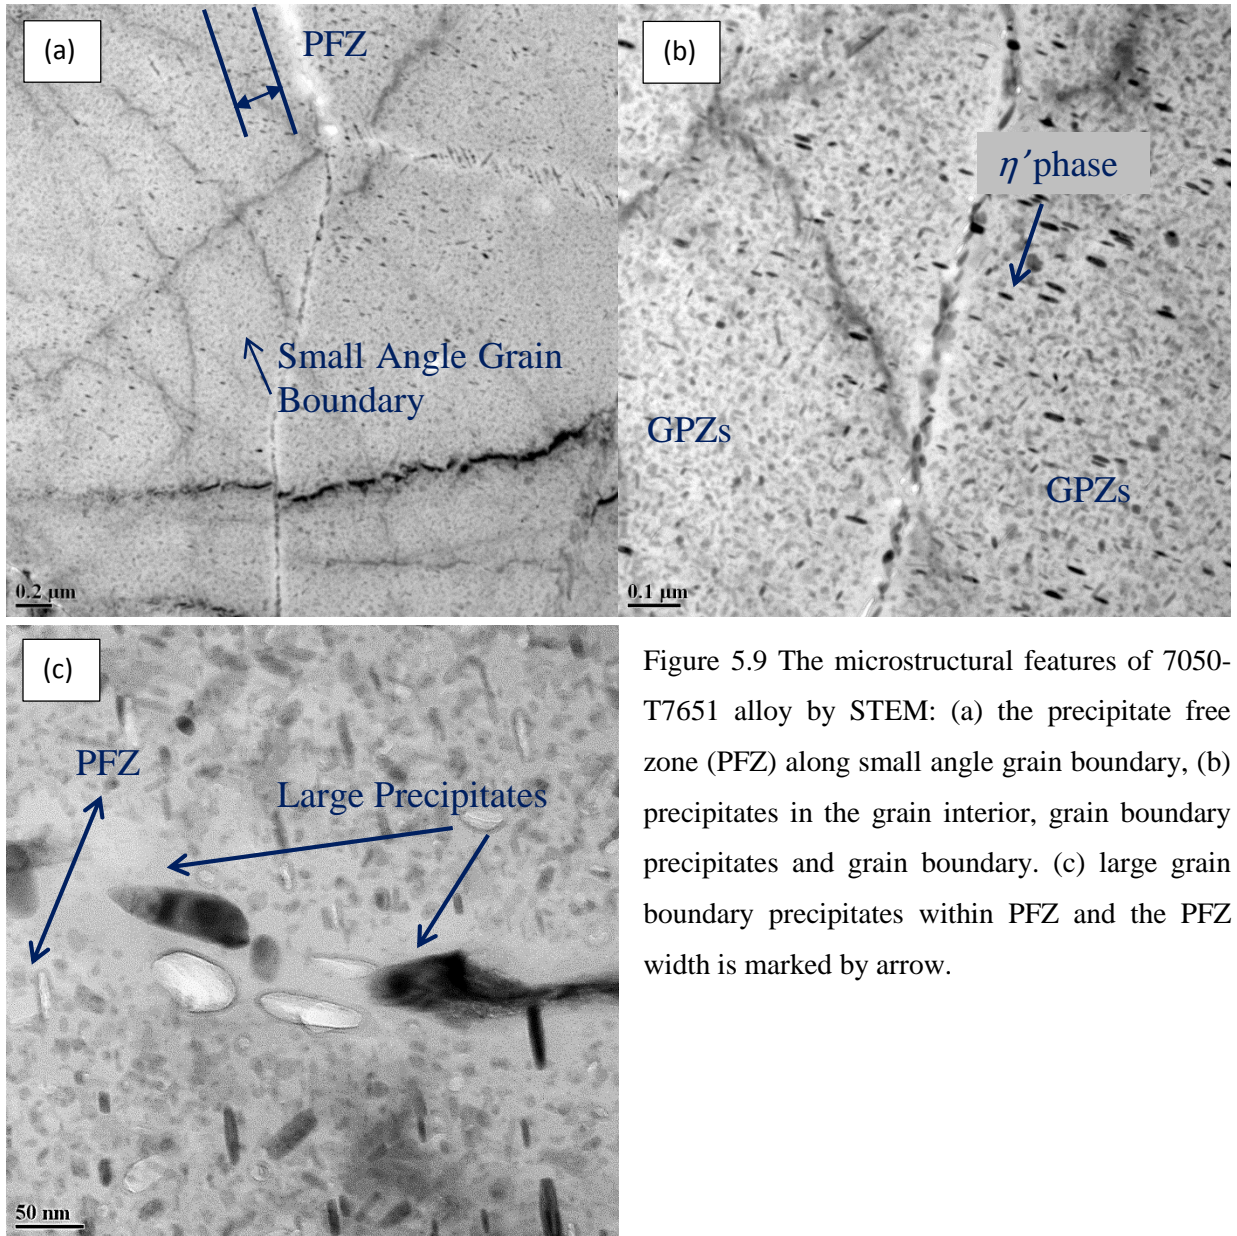 (a)
PFZ
Small Angle Grain
Boundary
0.2 μm
(b)
η’ phase
GPZs
GPZs
0.1 μm
(c)
PFZ
Large Precipitates
50 nm
Figure 5.9 The microstructural features of 7050-
T7651 alloy by STEM: (a) the precipitate free
zone (PFZ) along small angle grain boundary, (b)
precipitates in the grain interior, grain boundary
precipitates and grain boundary. (c) large grain
boundary precipitates within PFZ and the PFZ
width is marked by arrow.